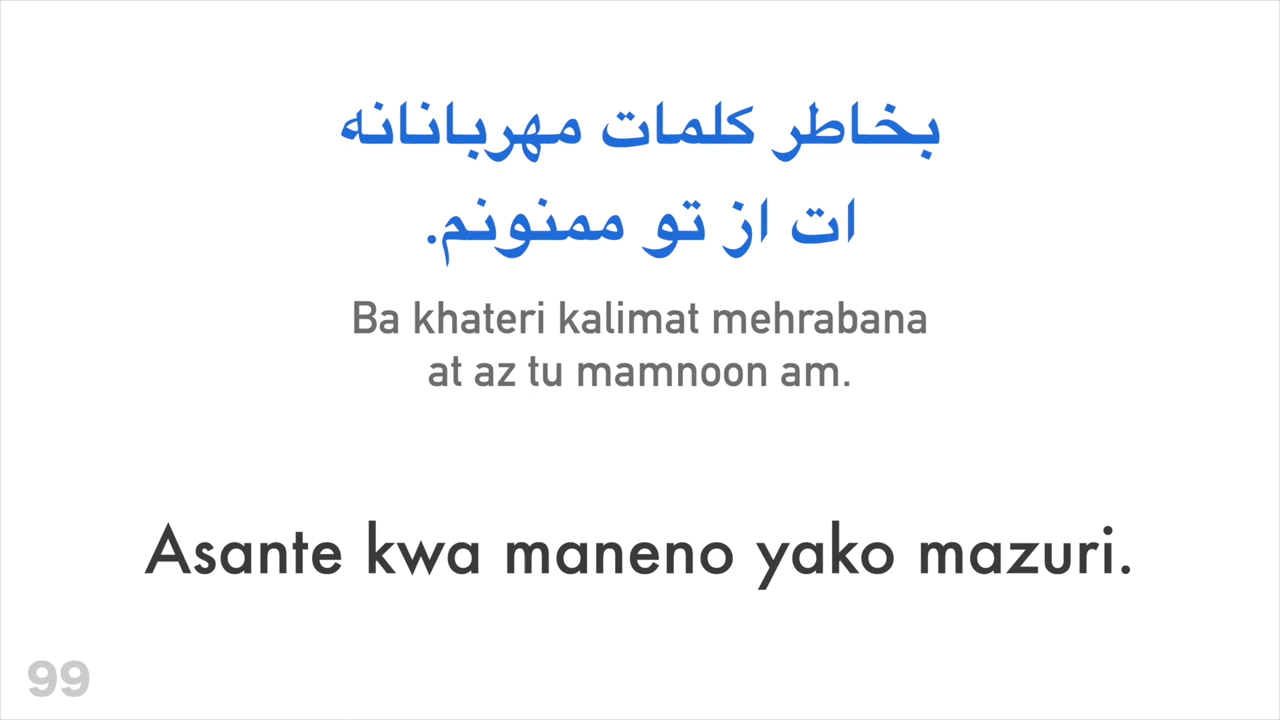 بخاطر کلمات مهربانانه
ات از تو ممنونم.
Ba khateri kalimat mehrabana
at az tu mamnoon am.
Asante kwa maneno yako mazuri.
99